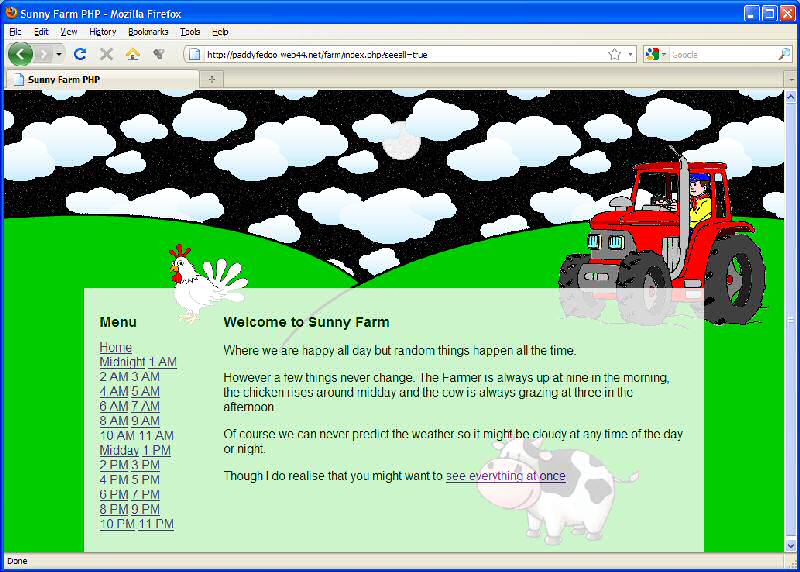 Sunny Farm PHP - Mozilla Firefox
File Edit View History Bookmarks Tools Help
http://paddyfedoo.web44.net/farm/index.php?seeall=true
Google
Sunny Farm PHP
Menu
Home
Midnight 1 AM
2 AM 3 AM
4 AM 5 AM
6 AM 7 AM
8 AM 9 AM
10 AM 11 AM
Midday 1 PM
2 PM 3 PM
4 PM 5 PM
6 PM 7 PM
8 PM 9 PM
10 PM 11 PM
Welcome to Sunny Farm
Where we are happy all day but random things happen all the time.
However a few things never change. The Farmer is always up at nine in the morning,
the chicken rises around midday and the cow is always grazing at three in the
afternoon.
Of course we can never predict the weather so it might be cloudy at any time of the day
or night.
Though I do realise that you might want to see everything at once
Done